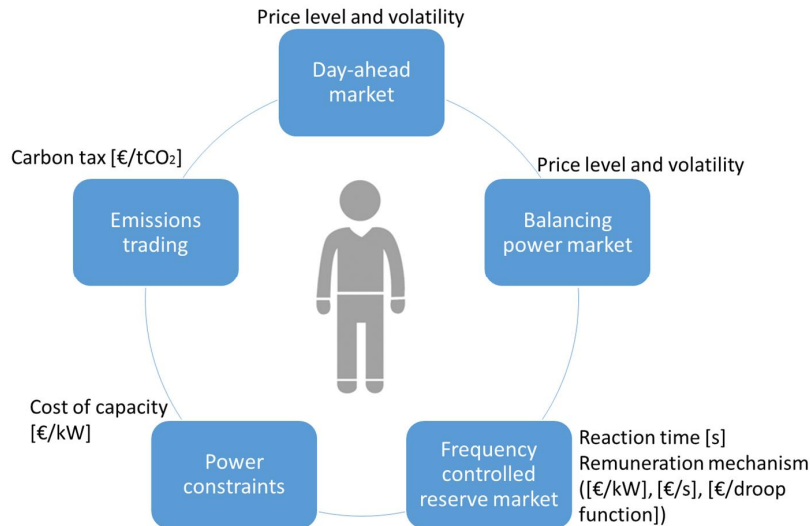 Price level and volatility
Day-ahead
market
Carbon tax [€/tCO₂]
Emissions
trading
Price level and volatility
Balancing
power market
Cost of capacity
[€/kW]
Power
constraints
Frequency
controlled
reserve market
Reaction time [s]
Remuneration mechanism
([€/kW], [€/s], [€/droop
function])